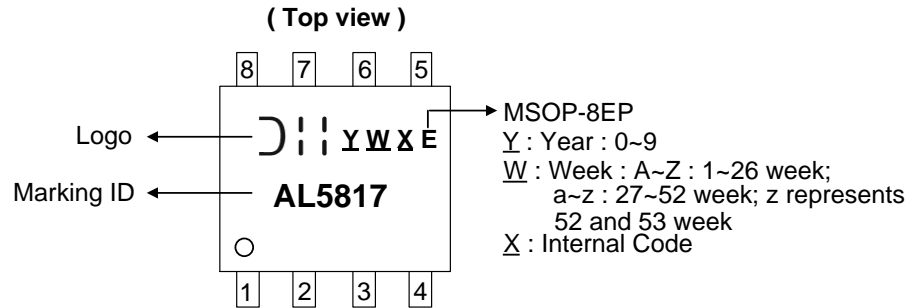 ( Top view )
8 7 6 5
Logo
Y W X E
MSOP-8EP
Y : Year : 0~9
W : Week : A~Z : 1~26 week;
a~z : 27~52 week; z represents
52 and 53 week
X : Internal Code
Marking ID
AL5817
1 2 3 4